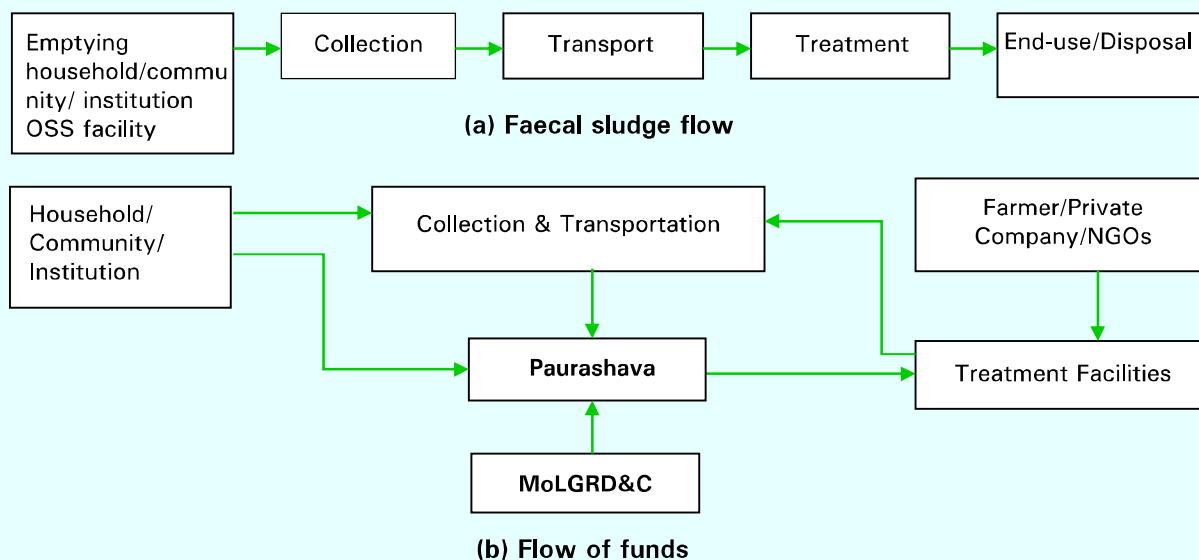 Emptying
household/commu
nity/ institution
OSS facility
Collection
Transport
Treatment
End-use/Disposal
(a) Faecal sludge flow
Household/
Community/
Institution
Collection & Transportation
Farmer/Private
Company/NGOs
Paurashava
Treatment Facilities
MoLGRD&C
(b) Flow of funds